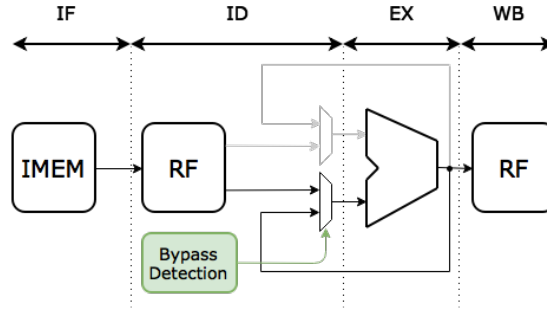 IF ID EX WB
IMEM RF RF
Bypass
Detection